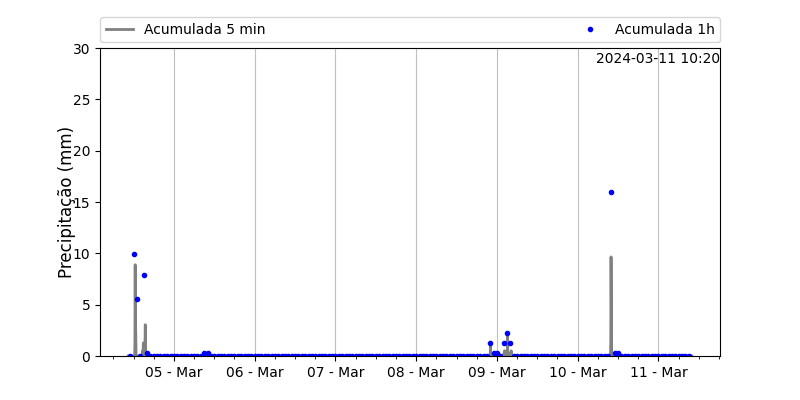 Acumulada 5 min
Acumulada 1h
2024-03-11 10:20
Precipitação (mm)
30
25
20
15
10
5
0
05 - Mar
06 - Mar
07 - Mar
08 - Mar
09 - Mar
10 - Mar
11 - Mar